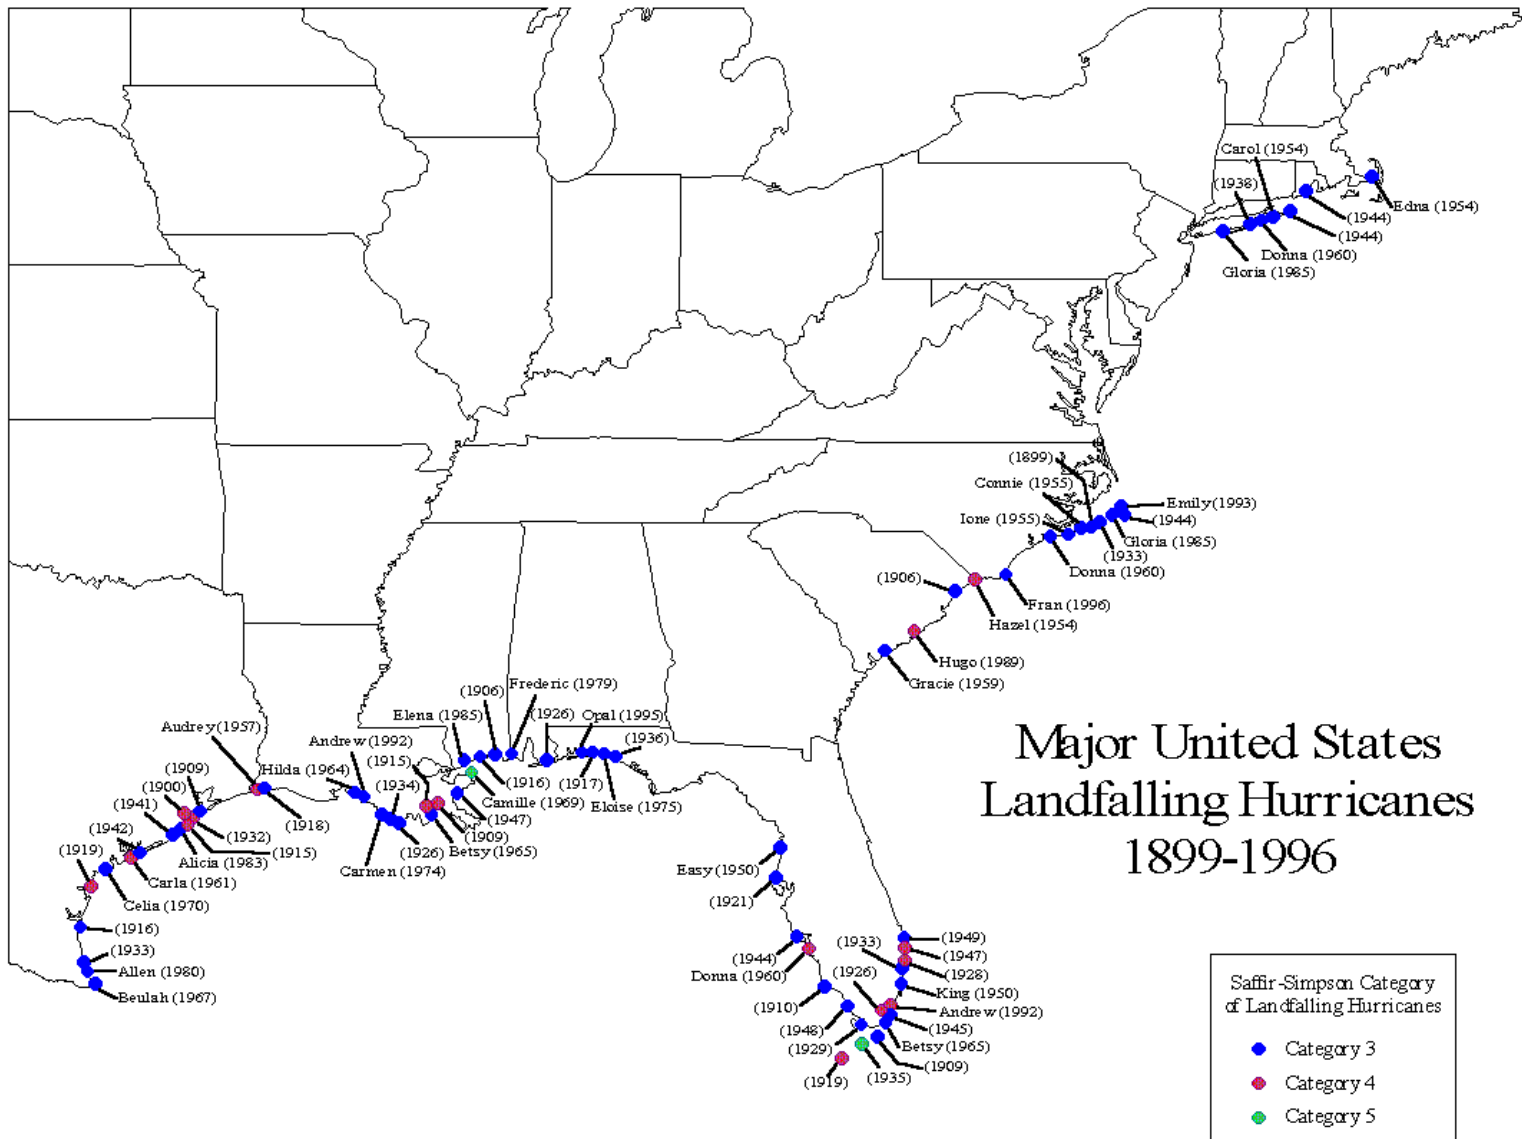 Carol (1954)
(1938)
Edna (1954)
(1944)
(1944)
Donna (1960)
Gloria (1985)
(1899)
Connie (1955)
Emily (1993)
Ione (1955)
(1944)
Gloria (1985)
(1933)
Donna (1960)
(1906)
Fran (1996)
Hazel (1954)
Hugo (1989)
Gracie (1959)
Frederic (1979)
(1906)
Elena (1985)
(1926)
Opal (1995)
Audrey (1957)
(1936)
Andrew (1992)
(1915)
Hilda (1964)
(1909)
(1934)
(1916)
(1917)
(1900)
Camille (1969)
Eloise (1975)
(1941)
(1947)
(1918)
(1942)
(1932)
(1909)
(1926)
Betsy (1965)
(1915)
Alicia (1983)
(1919)
Carmen (1974)
Carla (1961)
Celia (1970)
(1916)
(1933)
Allen (1980)
Beulah (1967)
Major United States
Landfalling Hurricanes
1899-1996
Easy (1950)
(1921)
(1949)
(1933)
(1947)
(1944)
(1928)
Donna (1960)
(1926)
King (1950)
(1910)
Andrew (1992)
(1945)
(1948)
Betsy (1965)
(1929)
(1909)
(1935)
(1919)
Saffir-Simpson Category
of Landfalling Hurricanes
Category 3
Category 4
Category 5